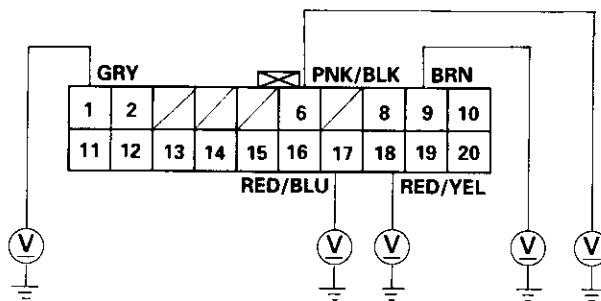 GRY PNK/BLK BRN
1 2 6 8 9 10
11 12 13 14 15 16 17 18 19 20
RED/BLU RED/YEL
V V V V V